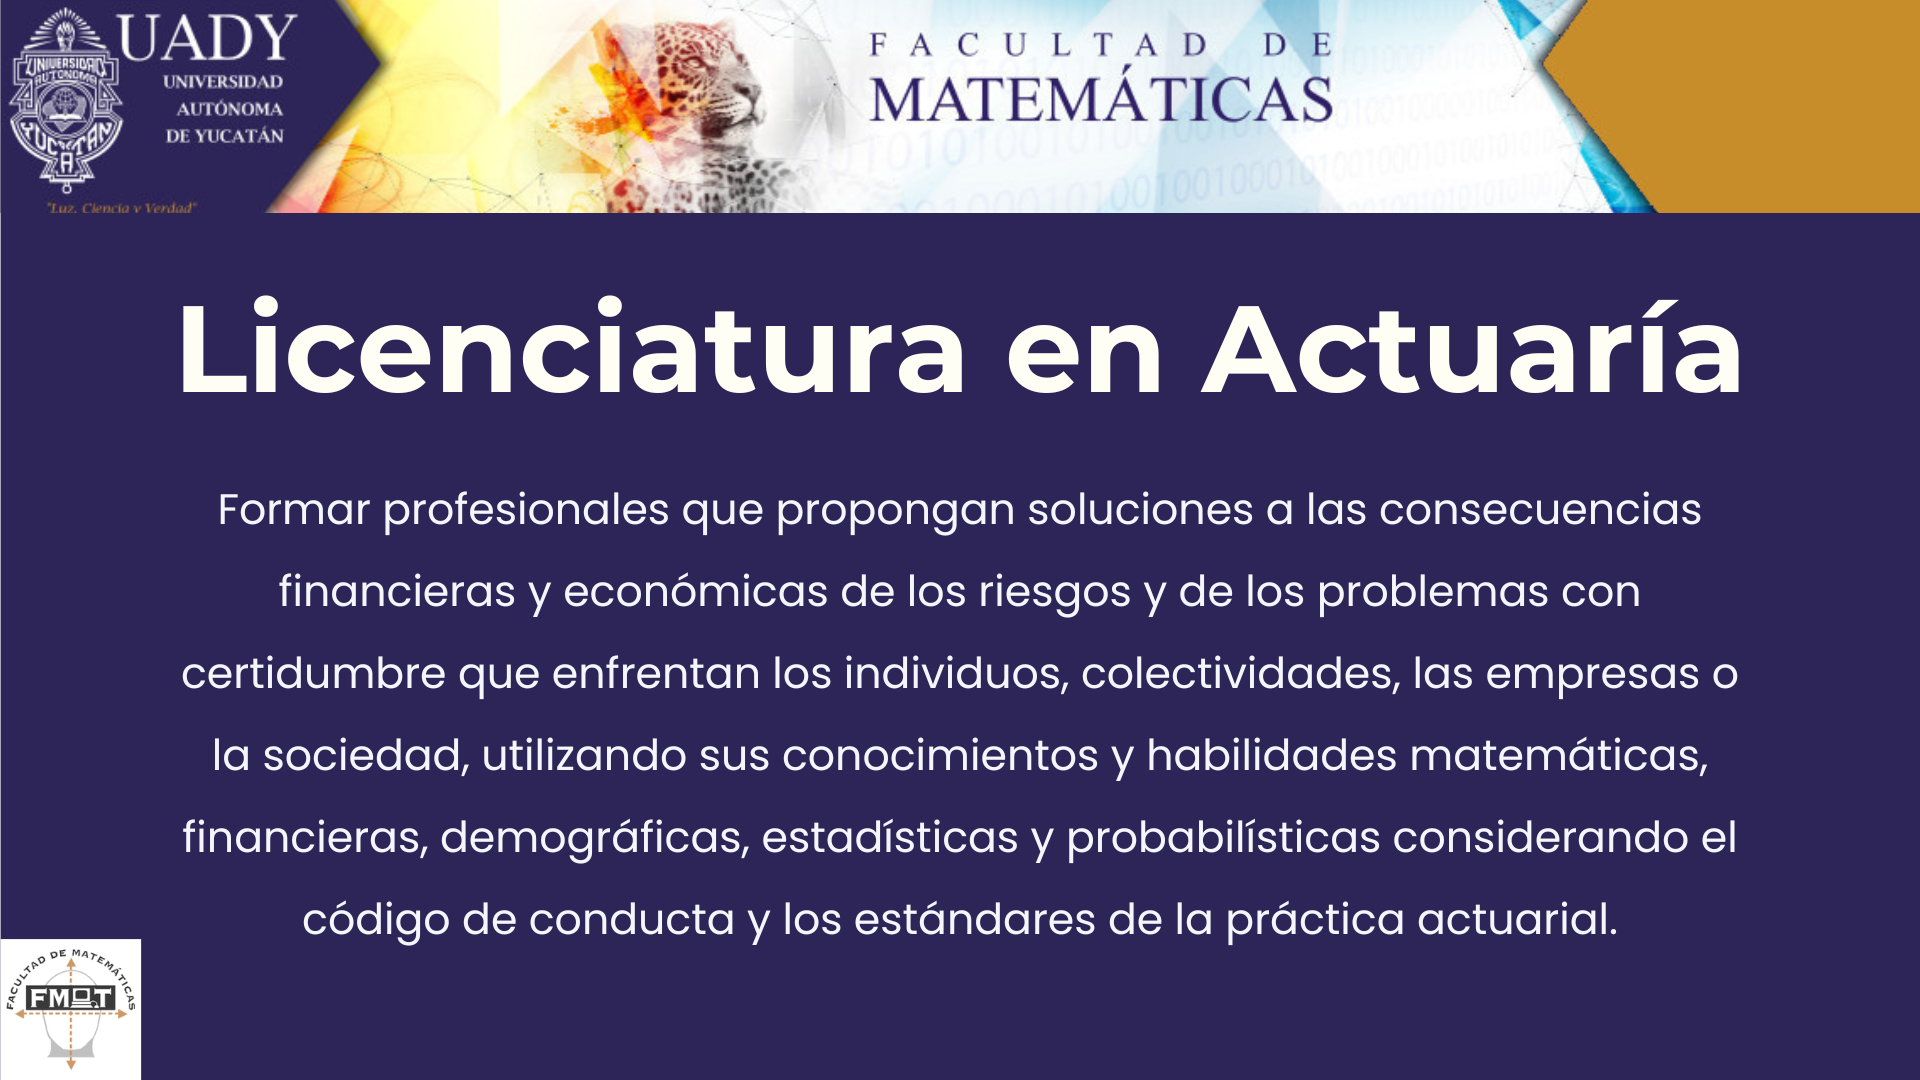 UADY
UNIVERSIDAD
AUTÓNOMA
DE YUCATÁN
UNIVERSIDAD
AUTONOMA
YUCATAN
"Luz, Ciencia y Verdad"
FACULTAD DE
MATEMÁTICAS
Licenciatura en Actuaría
Formar profesionales que propongan soluciones a las consecuencias
financieras y económicas de los riesgos y de los problemas con
certidumbre que enfrentan los individuos, colectividades, las empresas o
la sociedad, utilizando sus conocimientos y habilidades matemáticas,
financieras, demográficas, estadísticas y probabilísticas considerando el
código de conducta y los estándares de la práctica actuarial.
FACULTAD DE MATEMÁTICAS
FMAT